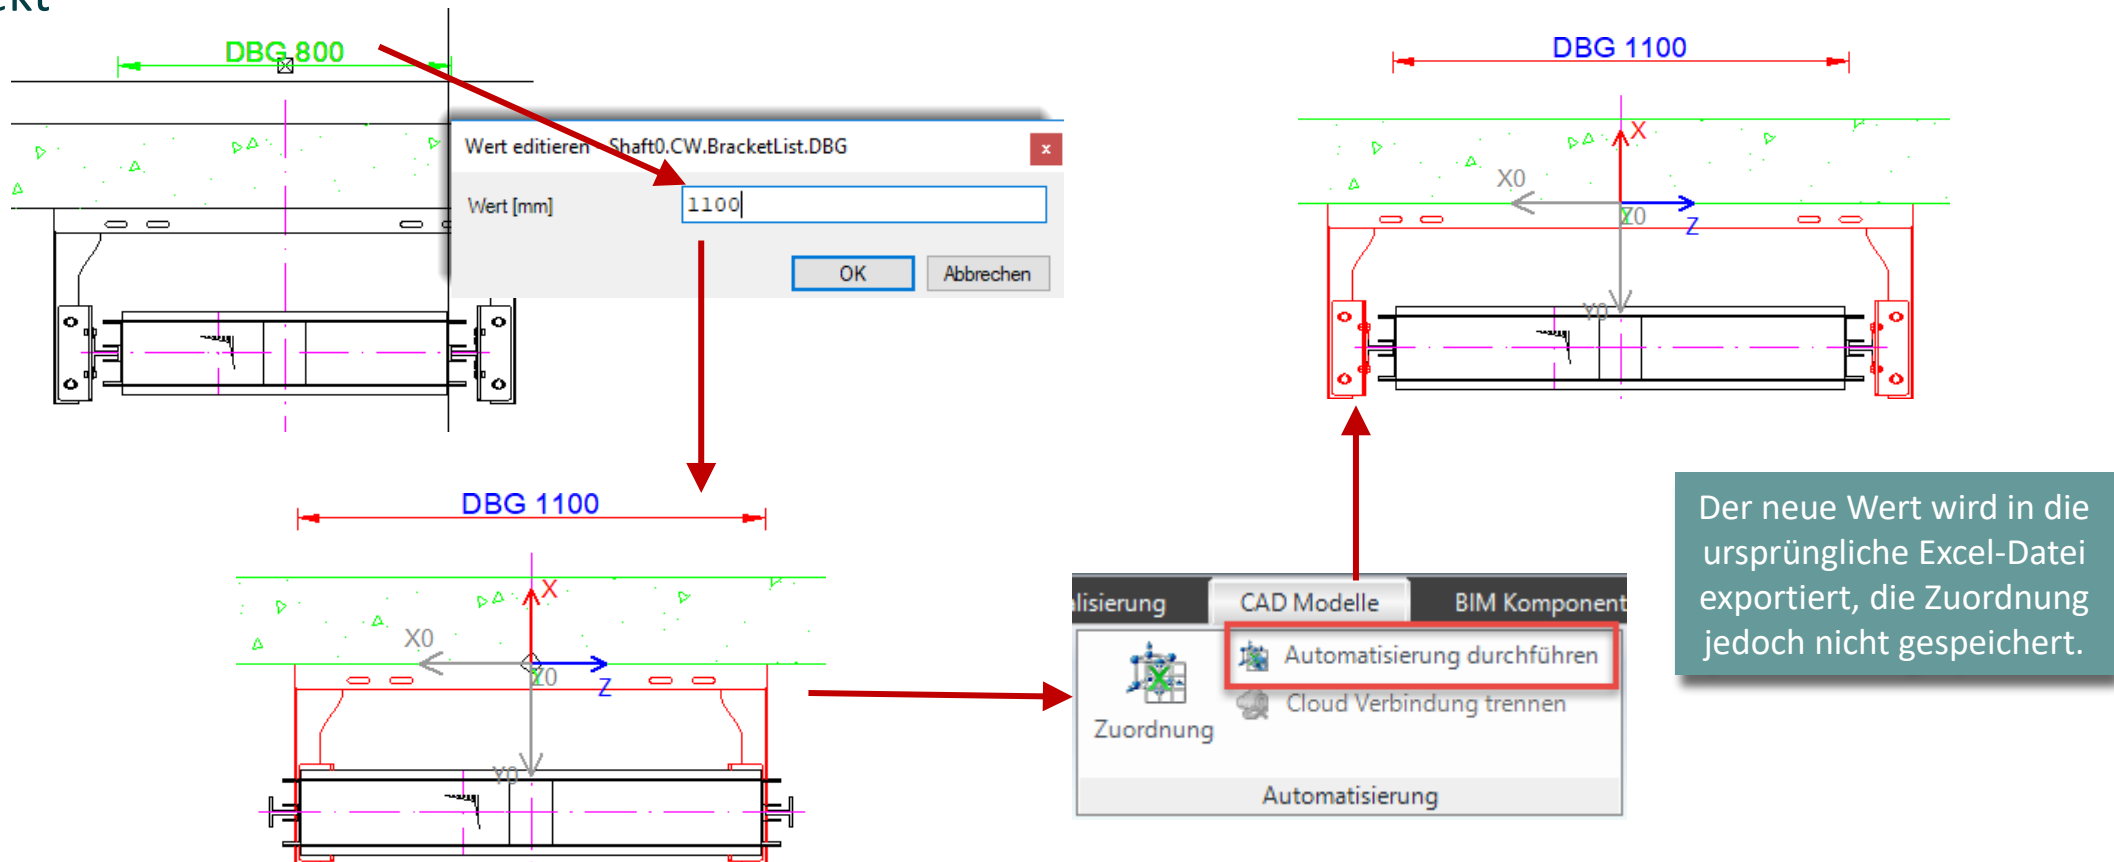 DBG 800
Wert editieren - Shaft0.CW.BracketList.DBG
x
Wert [mm]
1100
OK
Abbrechen
DBG 1100
X
X0
Z0
Z
Y0
DBG 1100
X
X0
Z0
Z
Y0
lisierung
CAD Modelle
BIM Komponent
Zuordnung
Automatisierung durchführen
Cloud Verbindung trennen
Automatisierung
Der neue Wert wird in die
ursprüngliche Excel-Datei
exportiert, die Zuordnung
jedoch nicht gespeichert.